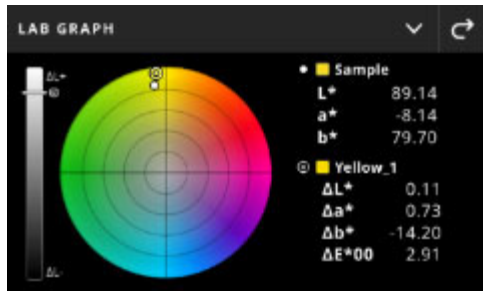 LAB GRAPH
ΔL+
ΔL-
Sample
L* 89.14
a* -8.14
b* 79.70
Yellow_1
ΔL* 0.11
Δa* 0.73
Δb* -14.20
ΔE*00 2.91